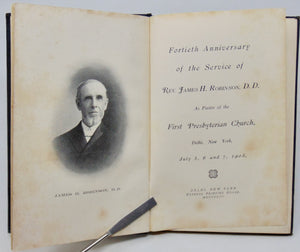 JAMES H. ROBINSON, D.D.
Fortieth Anniversary
of the Service of
REV. JAMES H. ROBINSON, D. D.
As Pastor of the
First Presbyterian Church,
Delhi, New York,
July 5, 6 and 7,
DELHI, NEW YORK